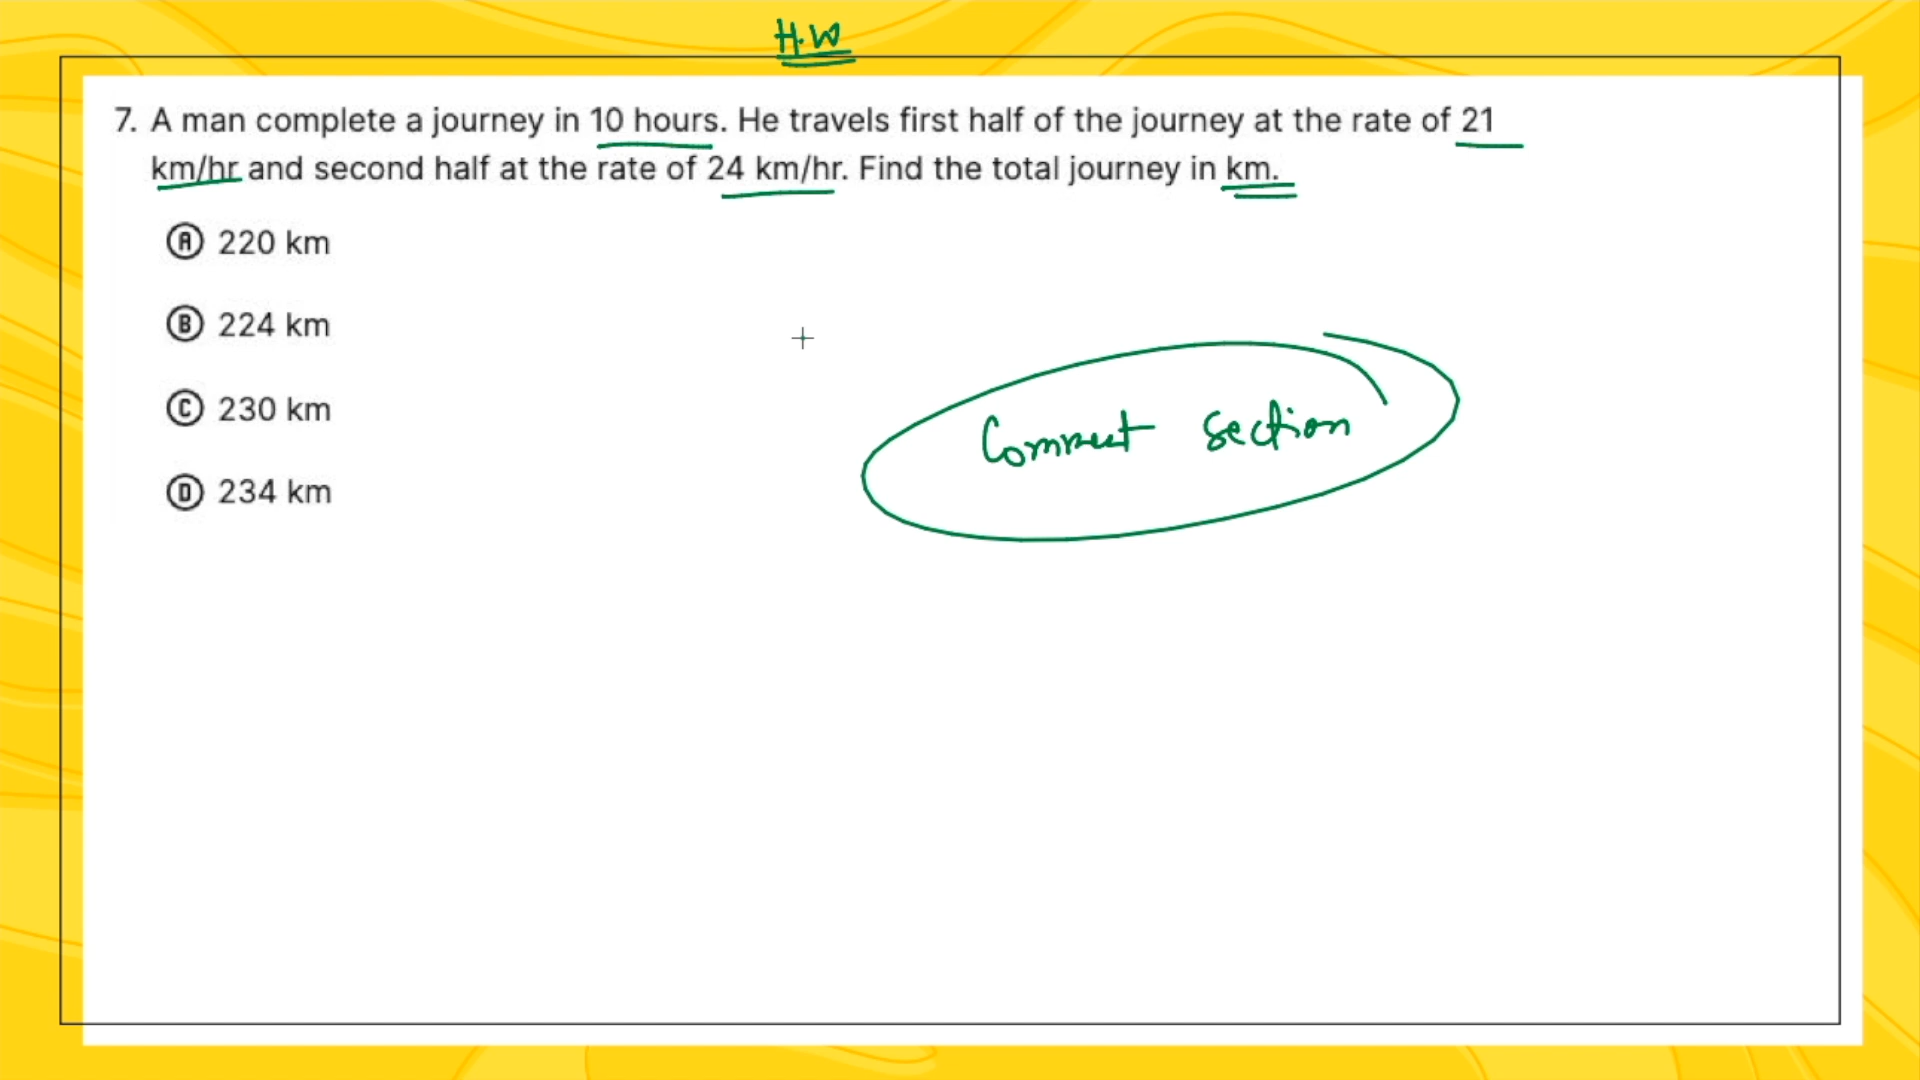 H.W
7. A man complete a journey in 10 hours. He travels first half of the journey at the rate of 21
km/hr and second half at the rate of 24 km/hr. Find the total journey in km.
Ⓐ 220 km
Ⓑ 224 km
Ⓒ 230 km
Ⓓ 234 km
Comment section